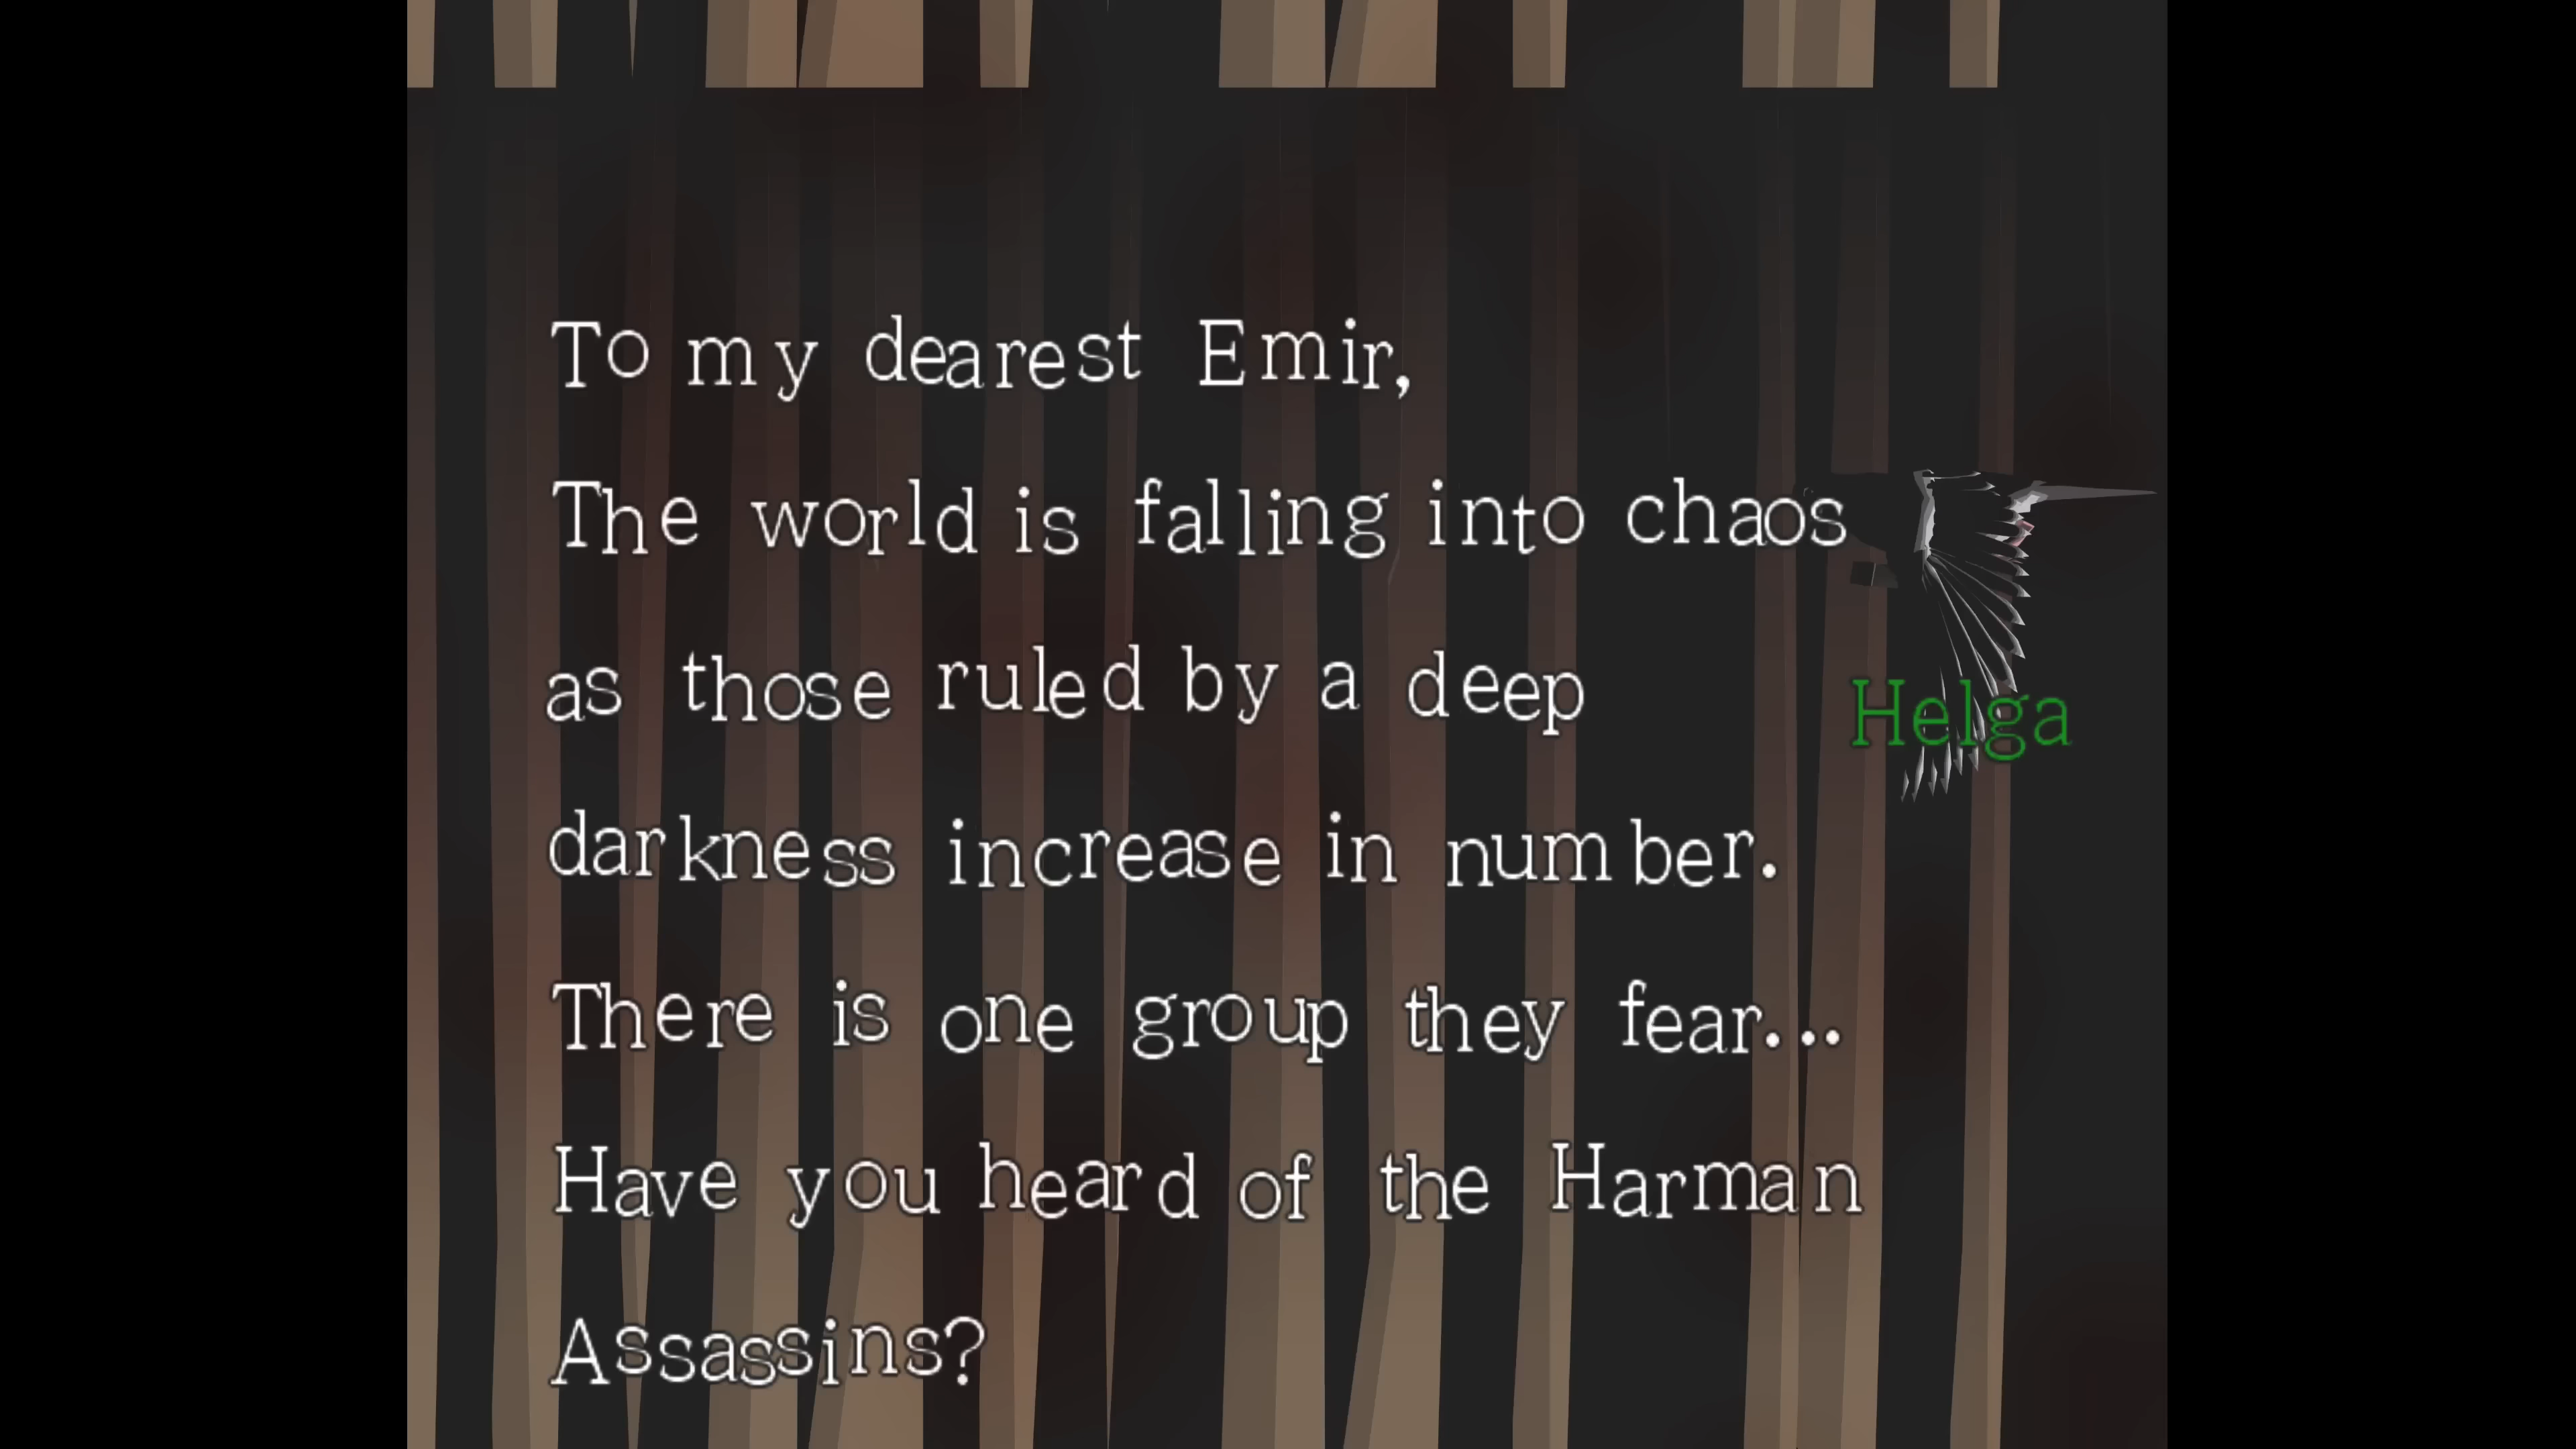 To my dearest Emir,
The world is falling into chaos
as those ruled by a deep
Helga
darkness increase in number.
There is one group they fear...
Have you heard of the Harman
Assassins?